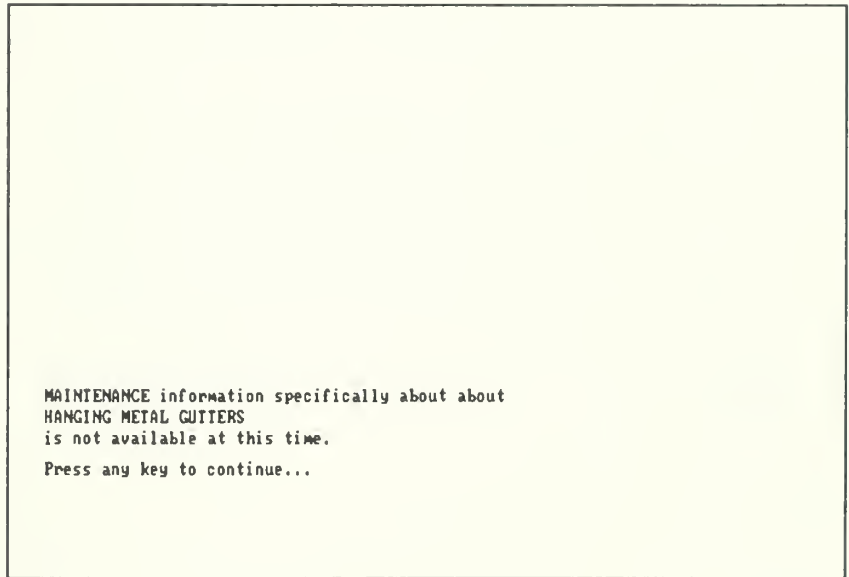 MAINTENANCE information specifically about about
HANGING METAL GUTTERS
is not available at this time.
Press any key to continue...